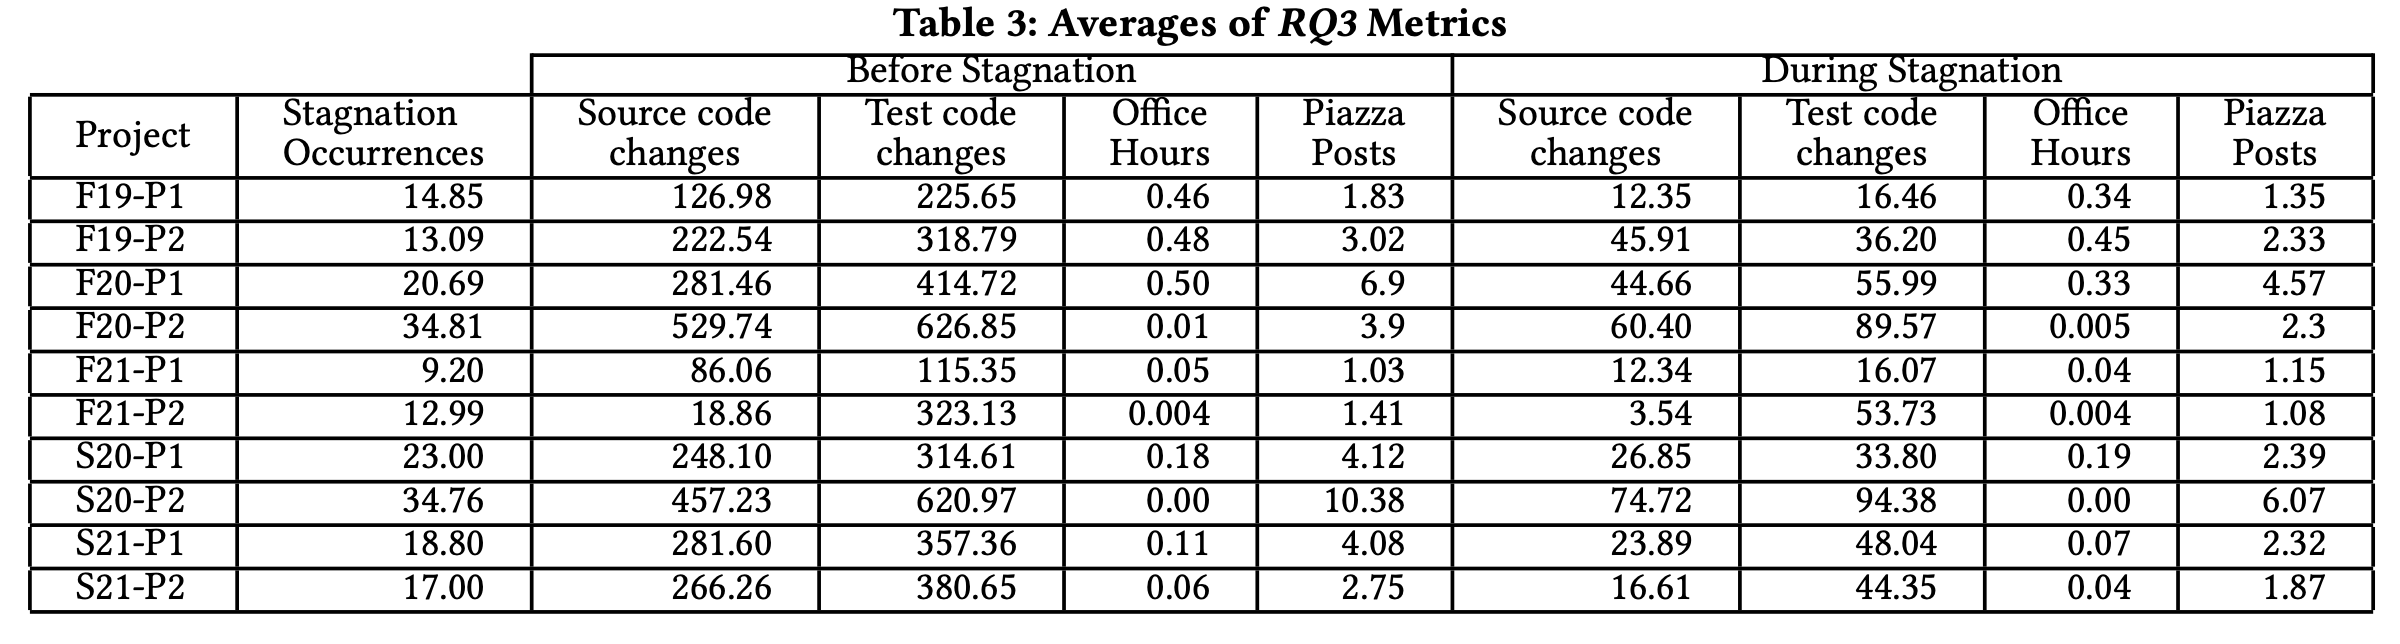 Table 3: Averages of RQ3 Metrics
Before Stagnation During Stagnation
Project Stagnation Occurrences Source code changes Test code changes Office Hours Piazza Posts Source code changes Test code changes Office Hours Piazza Posts
F19-P1 14.85 126.98 225.65 0.46 1.83 12.35 16.46 0.34 1.35
F19-P2 13.09 222.54 318.79 0.48 3.02 45.91 36.20 0.45 2.33
F20-P1 20.69 281.46 414.72 0.50 6.9 44.66 55.99 0.33 4.57
F20-P2 34.81 529.74 626.85 0.01 3.9 60.40 89.57 0.005 2.3
F21-P1 9.20 86.06 115.35 0.05 1.03 12.34 16.07 0.04 1.15
F21-P2 12.99 18.86 323.13 0.004 1.41 3.54 53.73 0.004 1.08
S20-P1 23.00 248.10 314.61 0.18 4.12 26.85 33.80 0.19 2.39
S20-P2 34.76 457.23 620.97 0.00 10.38 74.72 94.38 0.00 6.07
S21-P1 18.80 281.60 357.36 0.11 4.08 23.89 48.04 0.07 2.32
S21-P2 17.00 266.26 380.65 0.06 2.75 16.61 44.35 0.04 1.87